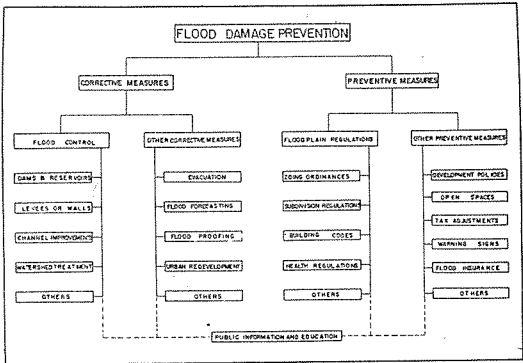 FLOOD DAMAGE PREVENTION
CORRECTIVE MEASURES
PREVENTIVE MEASURES
FLOOD CONTROL
OTHER CORRECTIVE MEASURES
FLOOD PLAIN REGULATIONS
OTHER PREVENTIVE MEASURES
DAMS & RESERVOIRS
LEVEES OR WALLS
CHANNEL IMPROVEMENTS
WATERSHED TREATMENT
OTHERS
EVACUATION
FLOOD FORECASTING
FLOOD PROOFING
URBAN REDEVELOPMENT
OTHERS
ZOING ORDINANCES
SUBDIVISION REGULATIONS
BUILDING CODES
HEALTH REGULATIONS
OTHERS
DEVELOPMENT POLICIES
OPEN SPACES
TAX ADJUSTMENTS
WARNING SIGNS
FLOOD INSURANCE
OTHERS
PUBLIC INFORMATION AND EDUCATION